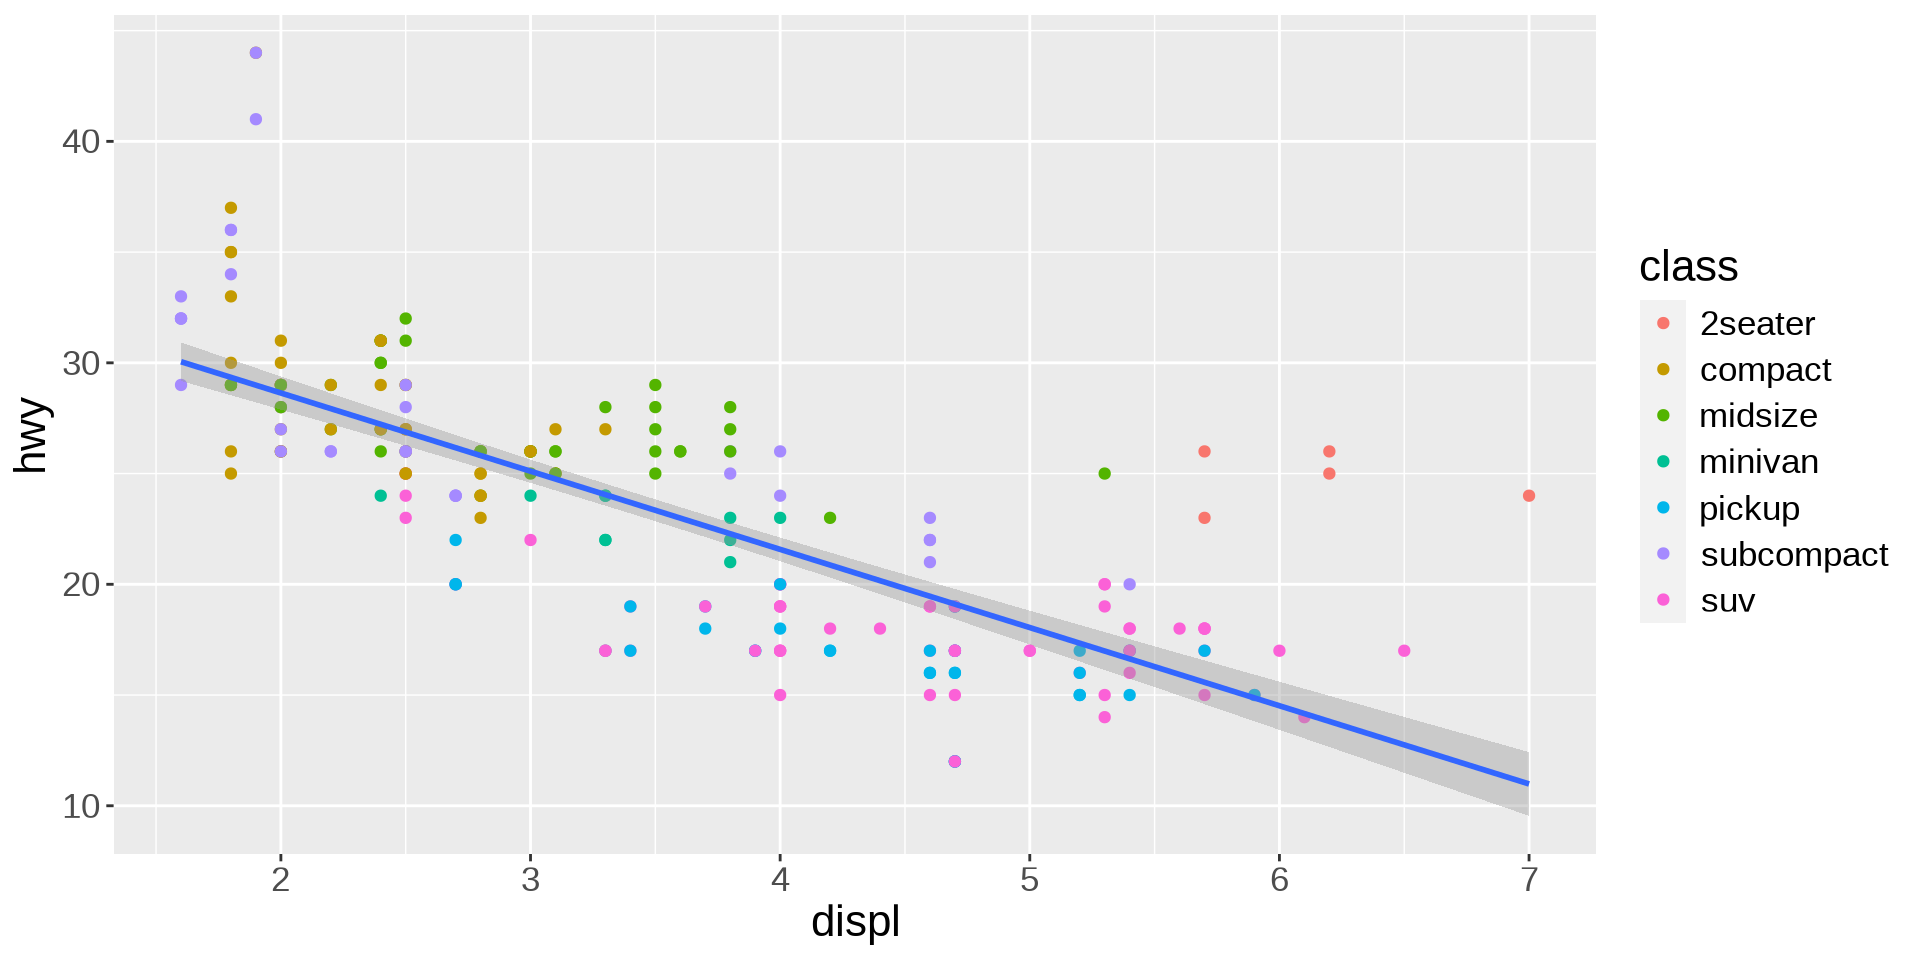 hwy
40
30
20
10
2 3 4 5 6 7
displ
class
2seater
compact
midsize
minivan
pickup
subcompact
suv